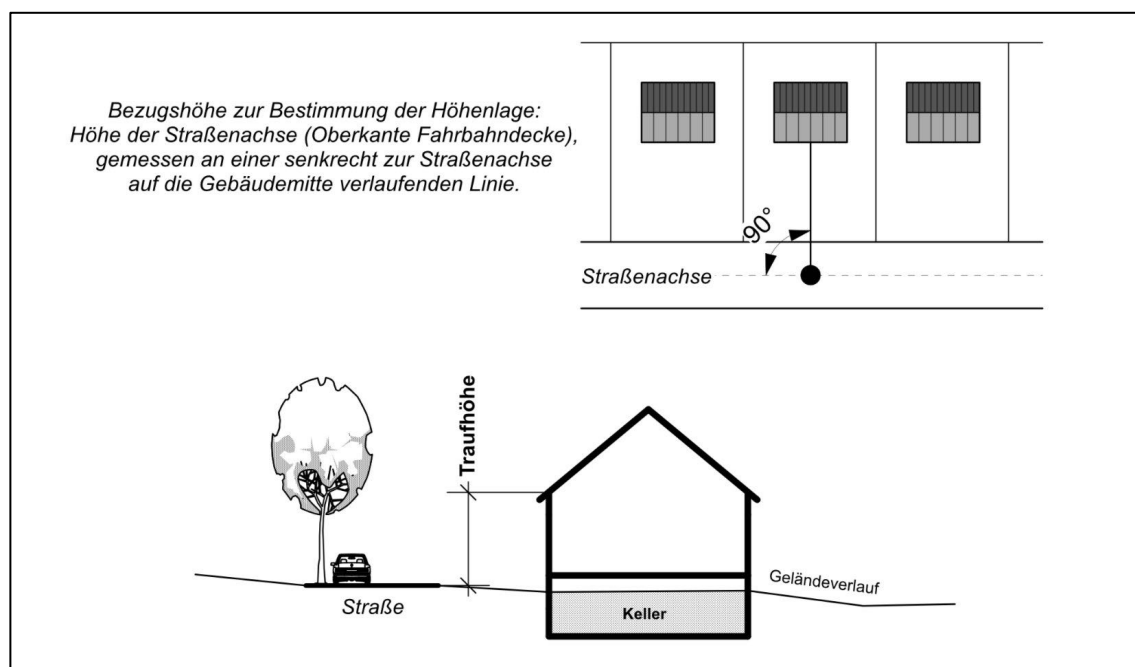 Bezugshöhe zur Bestimmung der Höhenlage:
Höhe der Straßenachse (Oberkante Fahrbahndecke),
gemessen an einer senkrecht zur Straßenachse
auf die Gebäudemitte verlaufenden Linie.
90°
Straßenachse
Traufhöhe
Geländeverlauf
Straße
Keller